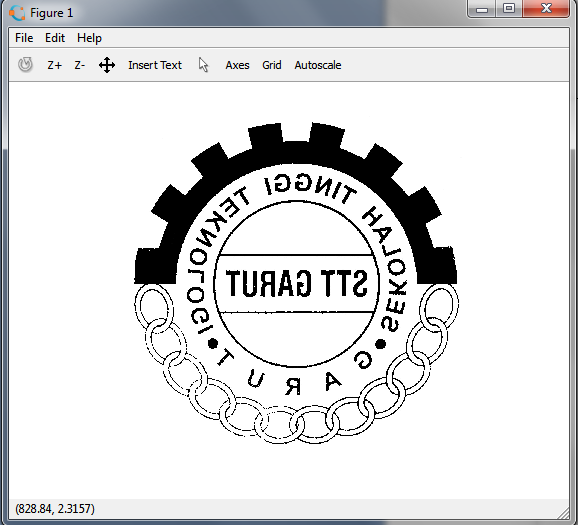 Figure 1
File Edit Help
Z+ Z- Insert Text Axes Grid Autoscale
SEKOLAH TINGGI TEKNOLOGI
STT GARUT
GARUT
(828.84, 2.3157)